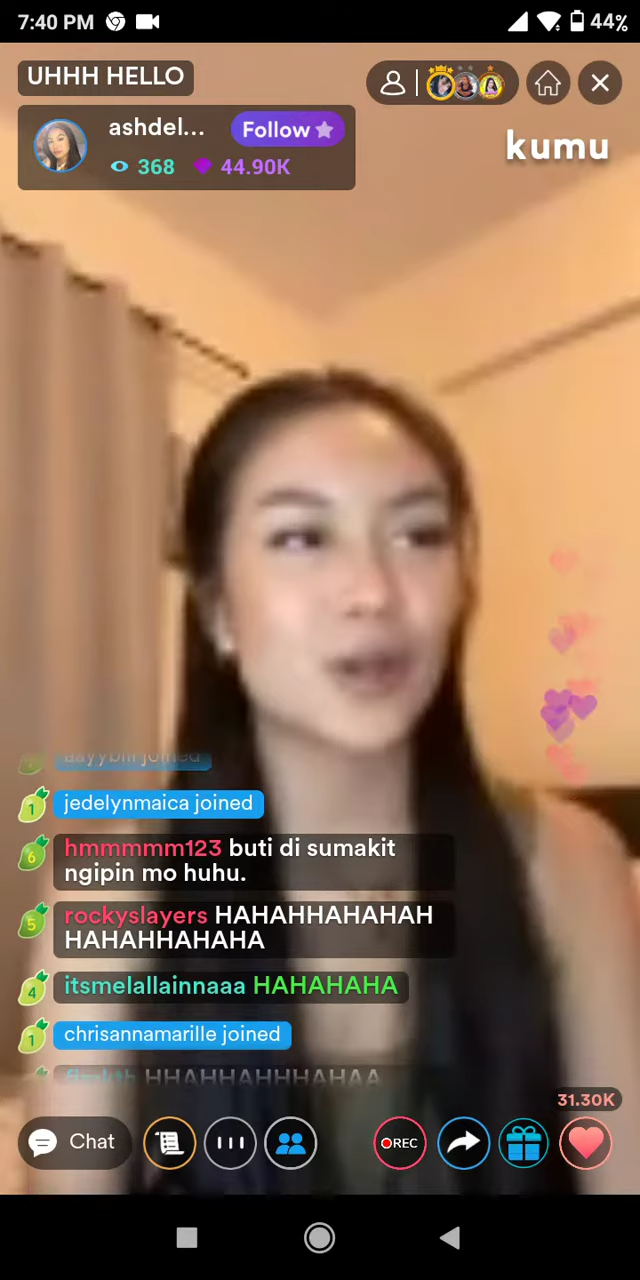 7:40 PM
44%
UHHH HELLO
ashdel...
Follow
368
44.90K
kumu
jedelynmaica joined
1
6
hmmmmm123 buti di sumakit
ngipin mo huhu.
5
rockyslayers HAHAHHAHAHAH
HAHAHHAHAHA
4
itsmelallainnaaa HAHAHAHA
1
chrisannamarille joined
HHAHHAHHHAHAA
31.30K
Chat
REC